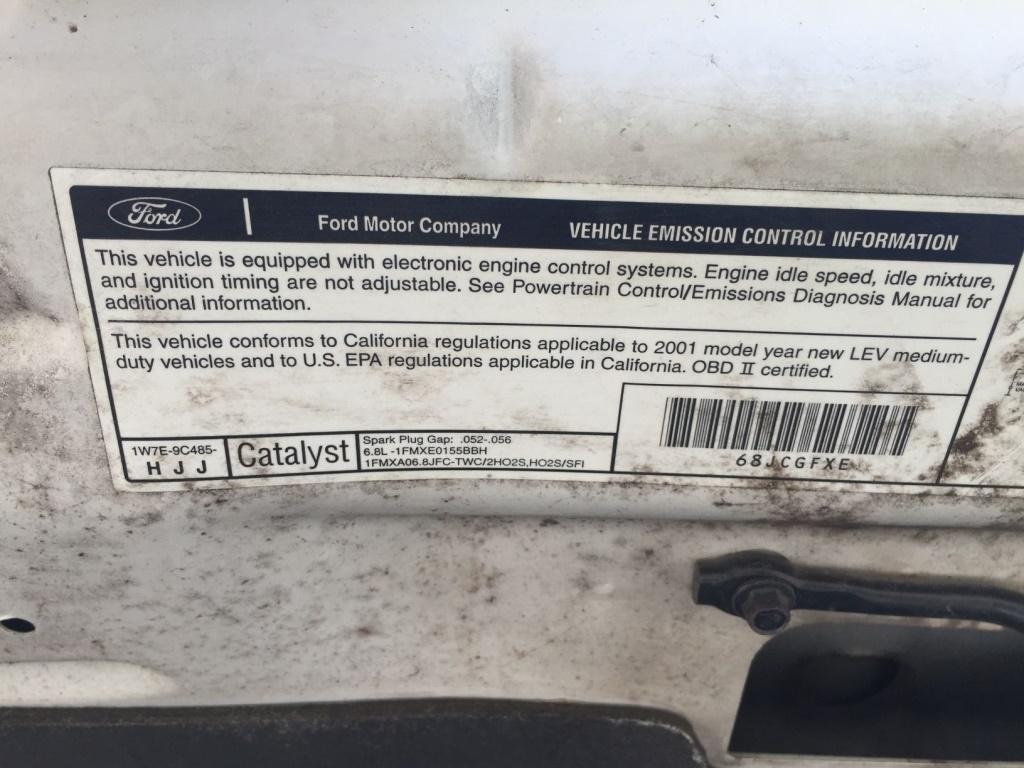 Ford
Ford Motor Company
VEHICLE EMISSION CONTROL INFORMATION
This vehicle is equipped with electronic engine control systems. Engine idle speed, idle mixture,
and ignition timing are not adjustable. See Powertrain Control/Emissions Diagnosis Manual for
additional information.
This vehicle conforms to California regulations applicable to 2001 model year new LEV medium-
duty vehicles and to U.S. EPA regulations applicable in California. OBD II certified.
1W7E-9C485-
H J J
Catalyst
Spark Plug Gap: .052-.056
6.8L -1FMXE0155BBH
1FMXA06.8JFC-TWC/2HO2S,HO2S/SFI
68JCGFXE